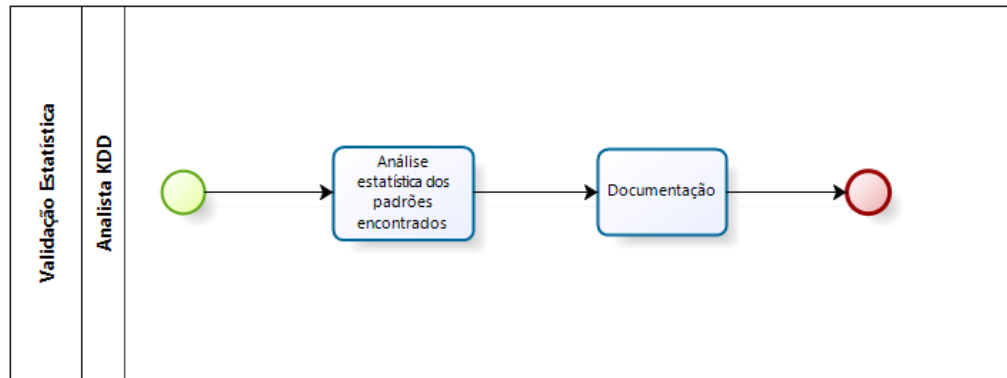 Validação Estatística
Analista KDD
Análise
estatística dos
padrões
encontrados
Documentação